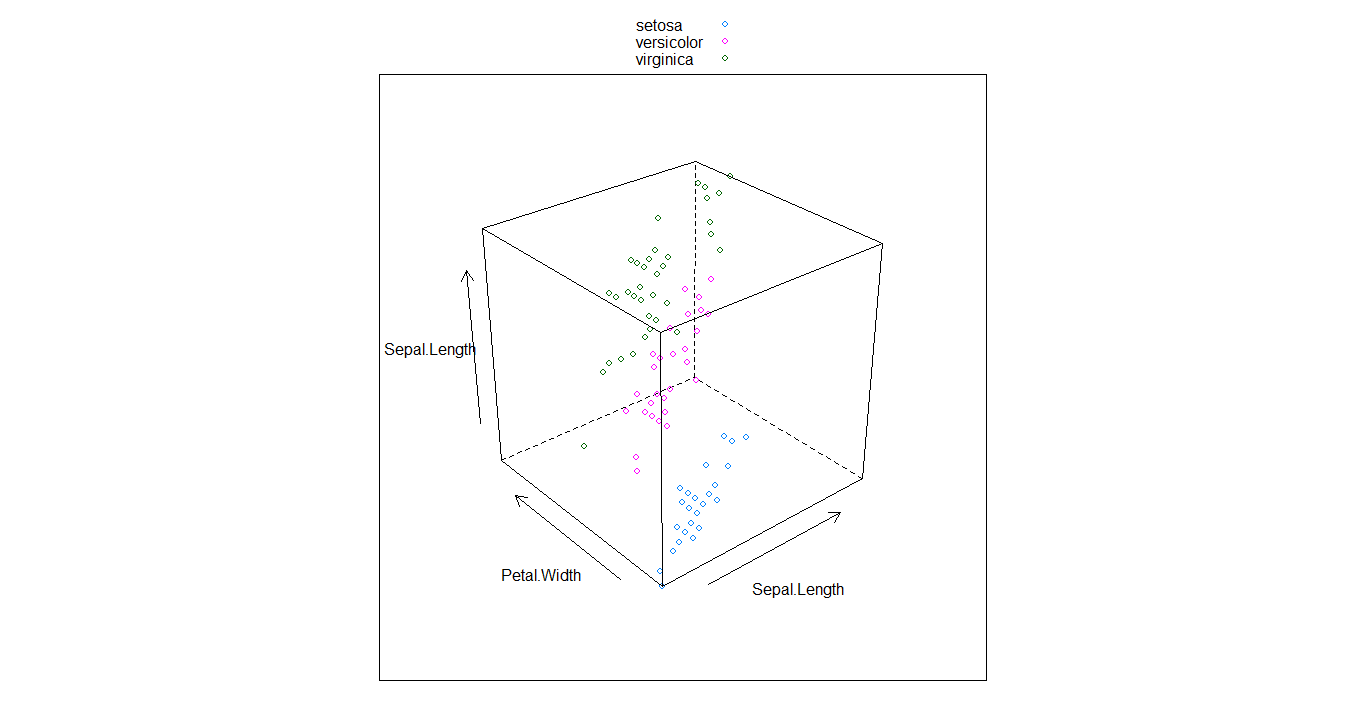 setosa
versicolor
virginica
Sepal.Length
Petal.Width
Sepal.Length